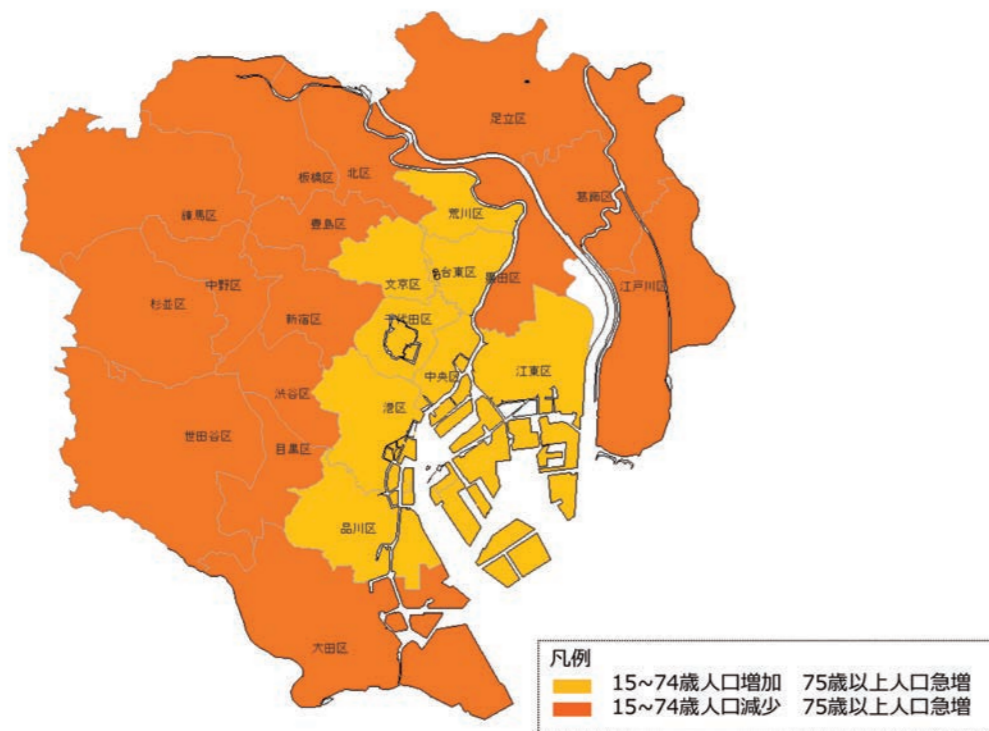 足立区
板橋区
北区
葛飾区
練馬区
荒川区
豊島区
台東区
墨田区
文京区
江戸川区
中野区
杉並区
新宿区
千代田区
江東区
中央区
渋谷区
港区
世田谷区
目黒区
品川区
大田区
凡例
15~74歳人口増加 75歳以上人口急増
15~74歳人口減少 75歳以上人口急増